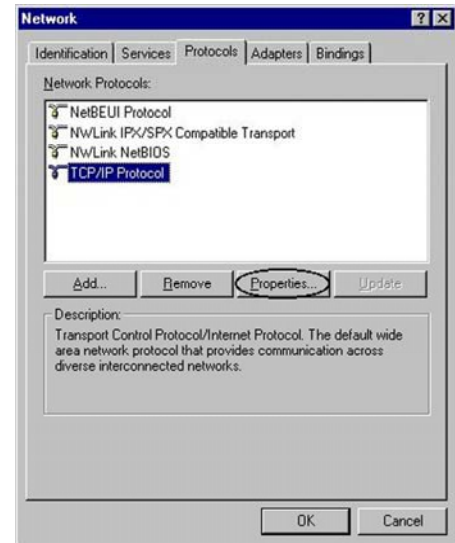 Network
Identification Services Protocols Adapters Bindings
Network Protocols:
NetBEUI Protocol
NWLink IPX/SPX Compatible Transport
NWLink NetBIOS
TCP/IP Protocol
Add... Remove Properties... Update
Description:
Transport Control Protocol/Internet Protocol. The default wide
area network protocol that provides communication across
diverse interconnected networks.
OK Cancel